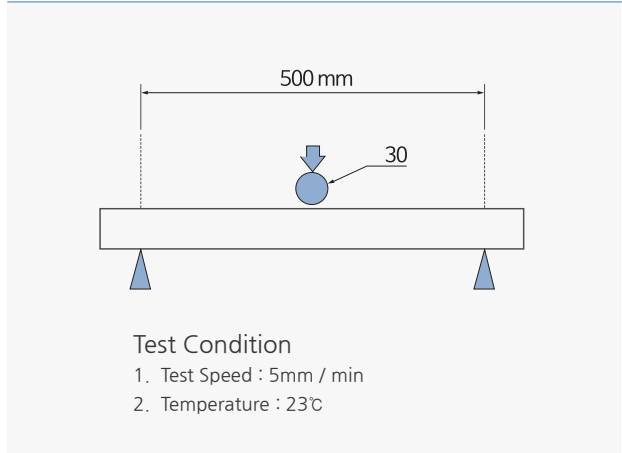 500 mm
30
Test Condition
1. Test Speed : 5mm / min
2. Temperature : 23℃